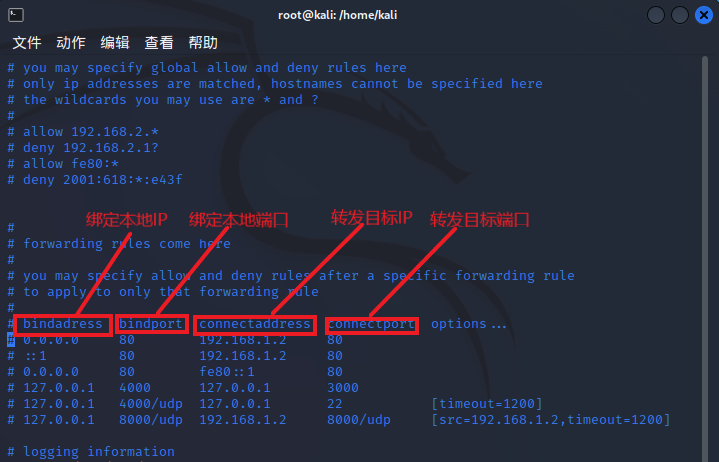 root@kali: /home/kali
文件 动作 编辑 查看 帮助
# you may specify global allow and deny rules here
# only ip addresses are matched, hostnames cannot be specified here
# the wildcards you may use are * and ?
#
# allow 192.168.2.*
# deny 192.168.2.1?
# allow fe80:*
# deny 2001:618:*:e43f
绑定本地IP 绑定本地端口 转发目标IP 转发目标端口
#
# forwarding rules come here
#
# you may specify allow and deny rules after a specific forwarding rule
# to apply to only that forwarding rule
#
# bindadress bindport connectaddress connectport options...
# 0.0.0.0 80 192.168.1.2 80
# ::1 80 192.168.1.2 80
# 0.0.0.0 80 fe80::1 80
# 127.0.0.1 4000 127.0.0.1 3000
# 127.0.0.1 4000/udp 127.0.0.1 22 [timeout=1200]
# 127.0.0.1 8000/udp 192.168.1.2 8000/udp [src=192.168.1.2,timeout=1200]
# logging information